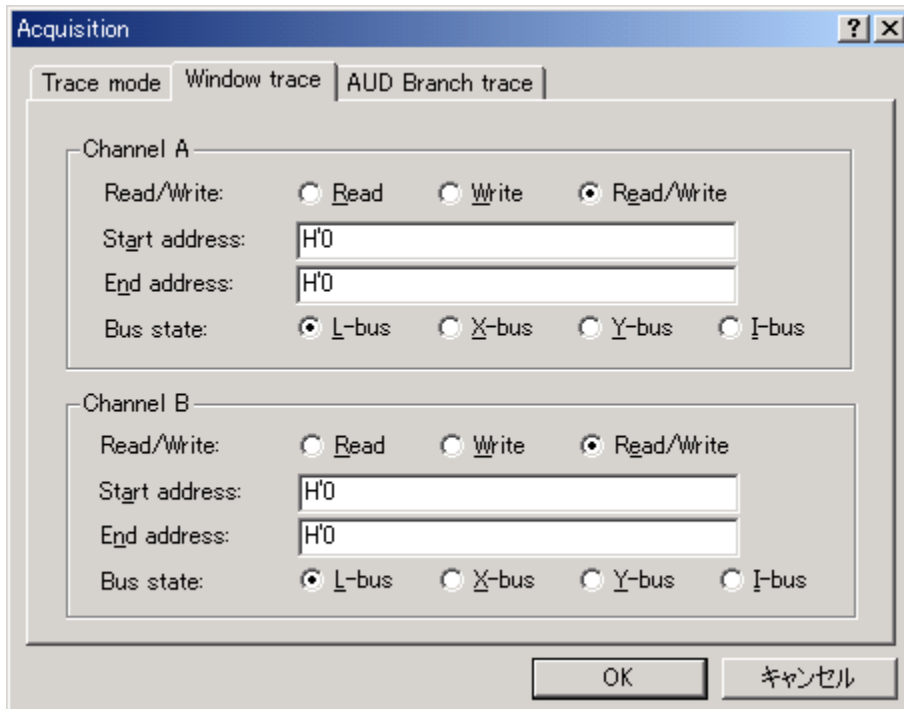 Acquisition
Trace mode Window trace AUD Branch trace
Channel A
Read/Write: Read Write Read/Write
Start address: H'0
End address: H'0
Bus state: L-bus X-bus Y-bus I-bus
Channel B
Read/Write: Read Write Read/Write
Start address: H'0
End address: H'0
Bus state: L-bus X-bus Y-bus I-bus
OK キャンセル